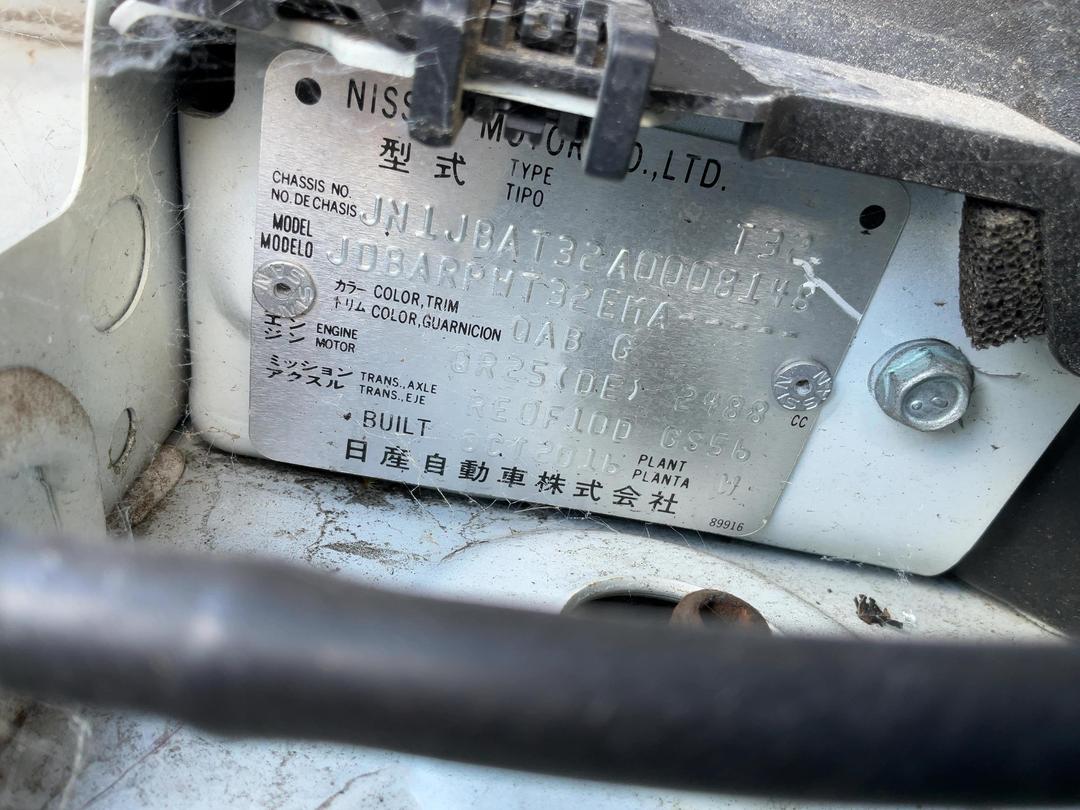 NISS MOTOR CO.,LTD.
型式 TYPE TIPO T32
CHASSIS NO. NO. DE CHASIS JN1JBAT32A0008148
MODEL MODELO JDBARPWT32EMA-----
カラー トリム COLOR,TRIM COLOR,GUARNICION QAB G
エンジン ENGINE MOTOR QR25(DE) 2488 CC
ミッション アクスル TRANS.,AXLE TRANS.,EJE RE0F10D GS56
BUILT OCT2016 PLANT PLANTA
日産自動車株式会社
89916